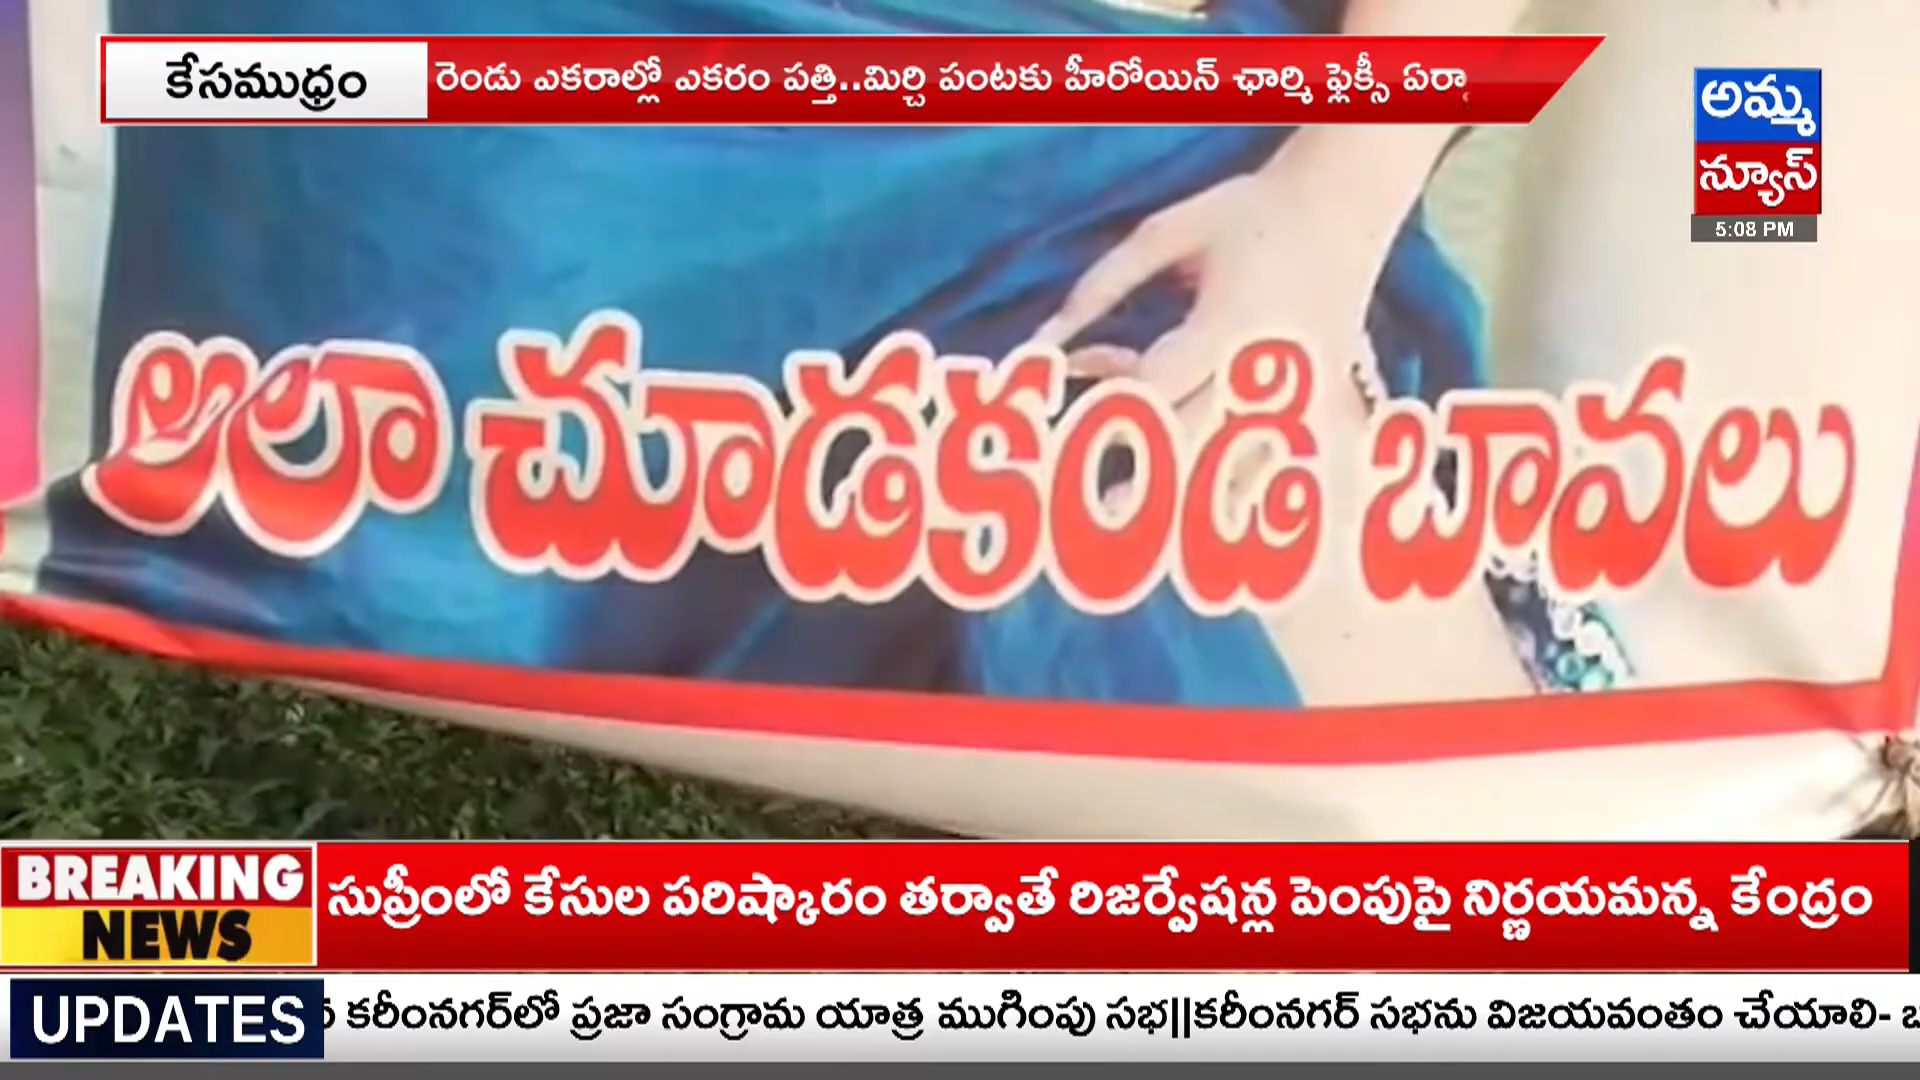 కేసముద్రం
రెండు ఎకరాల్లో ఎకరం పత్తి..మిర్చి పంటకు హీరోయిన్ ఛార్మి ఫ్లెక్సీ
అమ్మ
న్యూస్
5:08 PM
అలా చూడకండి బావలు
BREAKING
NEWS
సుప్రీంలో కేసుల పరిష్కారం తర్వాతే రిజర్వేషన్ల పెంపుపై నిర్ణయమన్న కేంద్రం
UPDATES
కరీంనగర్‌లో ప్రజా సంగ్రామ యాత్ర ముగింపు సభ||కరీంనగర్ సభను విజయవంతం చేయాలి-